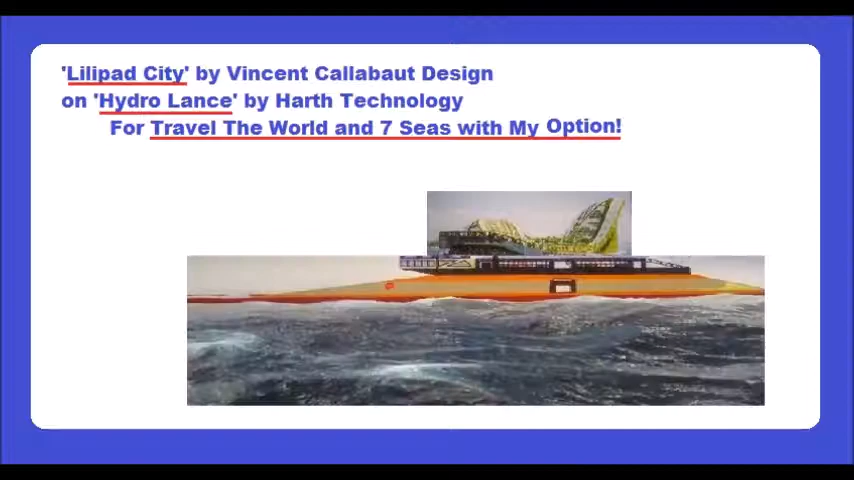 'Lilipad City' by Vincent Callabaut Design
on 'Hydro Lance' by Harth Technology
For Travel The World and 7 Seas with My Option!